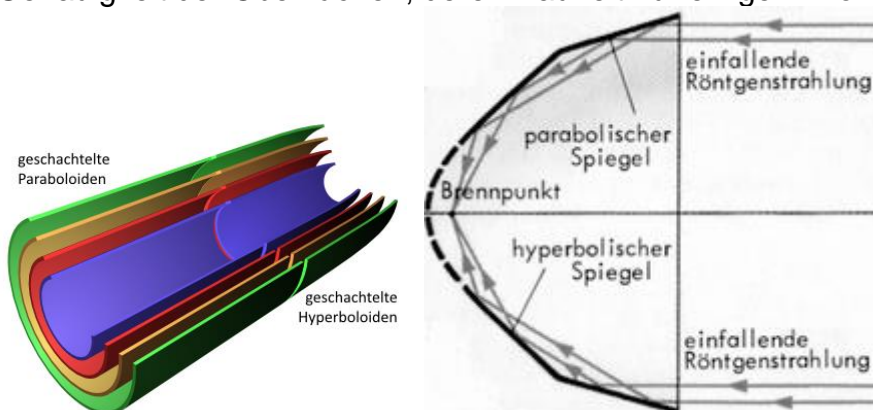 geschachtelte
Paraboloiden
geschachtelte
Hyperboloiden
einfallende
Röntgenstrahlung
parabolischer
Spiegel
Brennpunkt
hyperbolischer
Spiegel
einfallende
Röntgenstrahlung